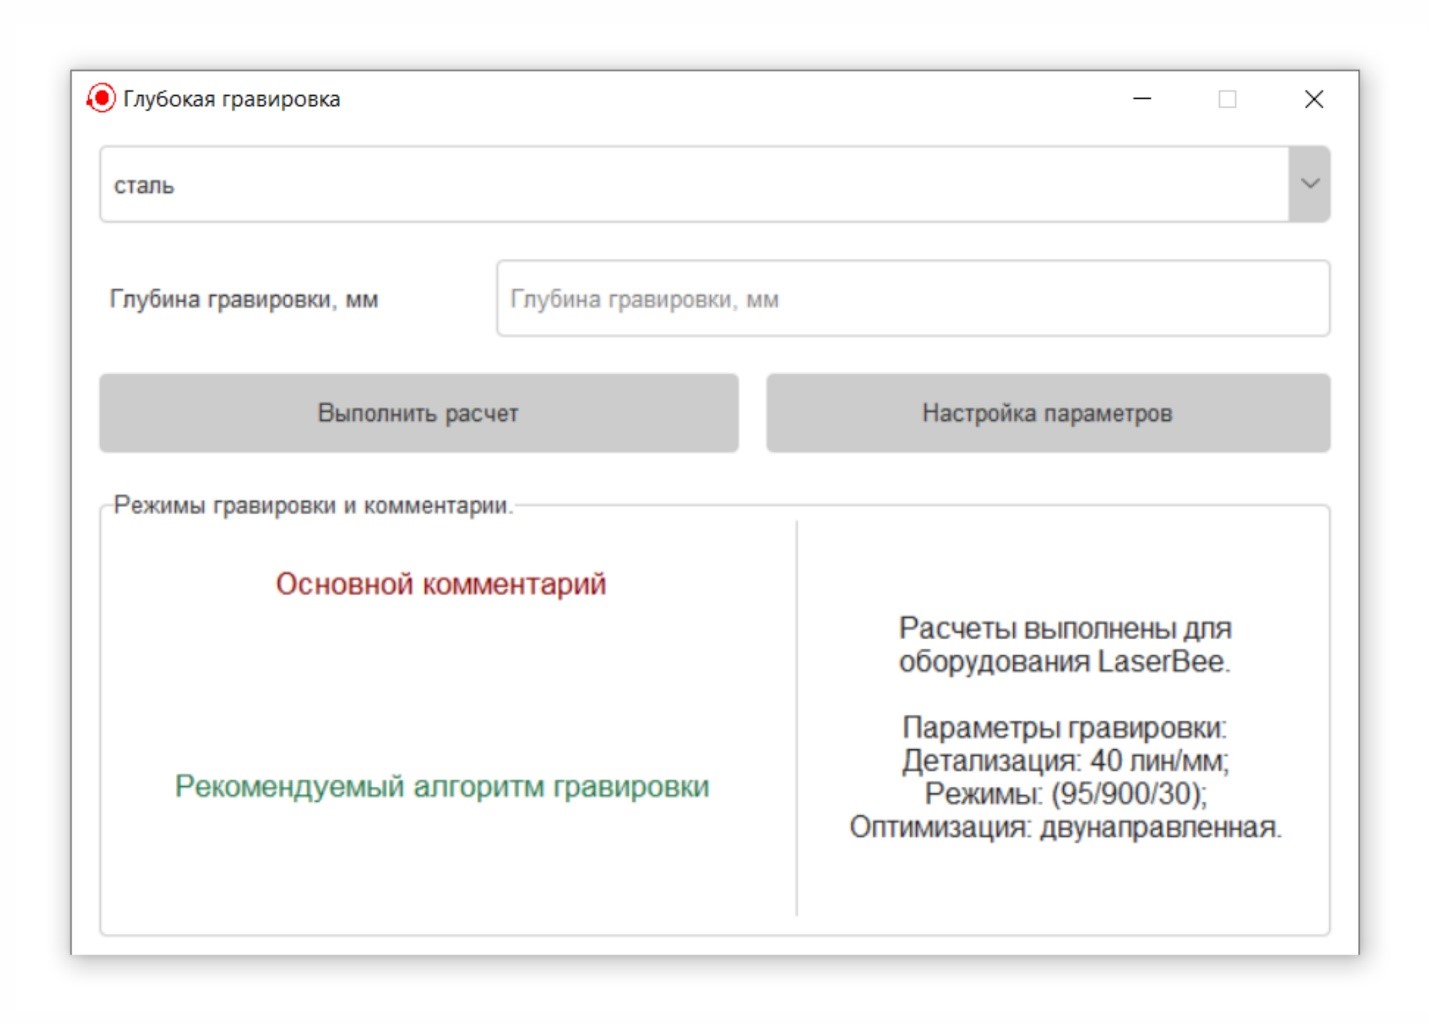 Глубокая гравировка
сталь
Глубина гравировки, мм
Глубина гравировки, мм
Выполнить расчет
Настройка параметров
Режимы гравировки и комментарии.
Основной комментарий
Рекомендуемый алгоритм гравировки
Расчеты выполнены для
оборудования LaserBee.
Параметры гравировки:
Детализация: 40 лин/мм;
Режимы: (95/900/30);
Оптимизация: двунаправленная.